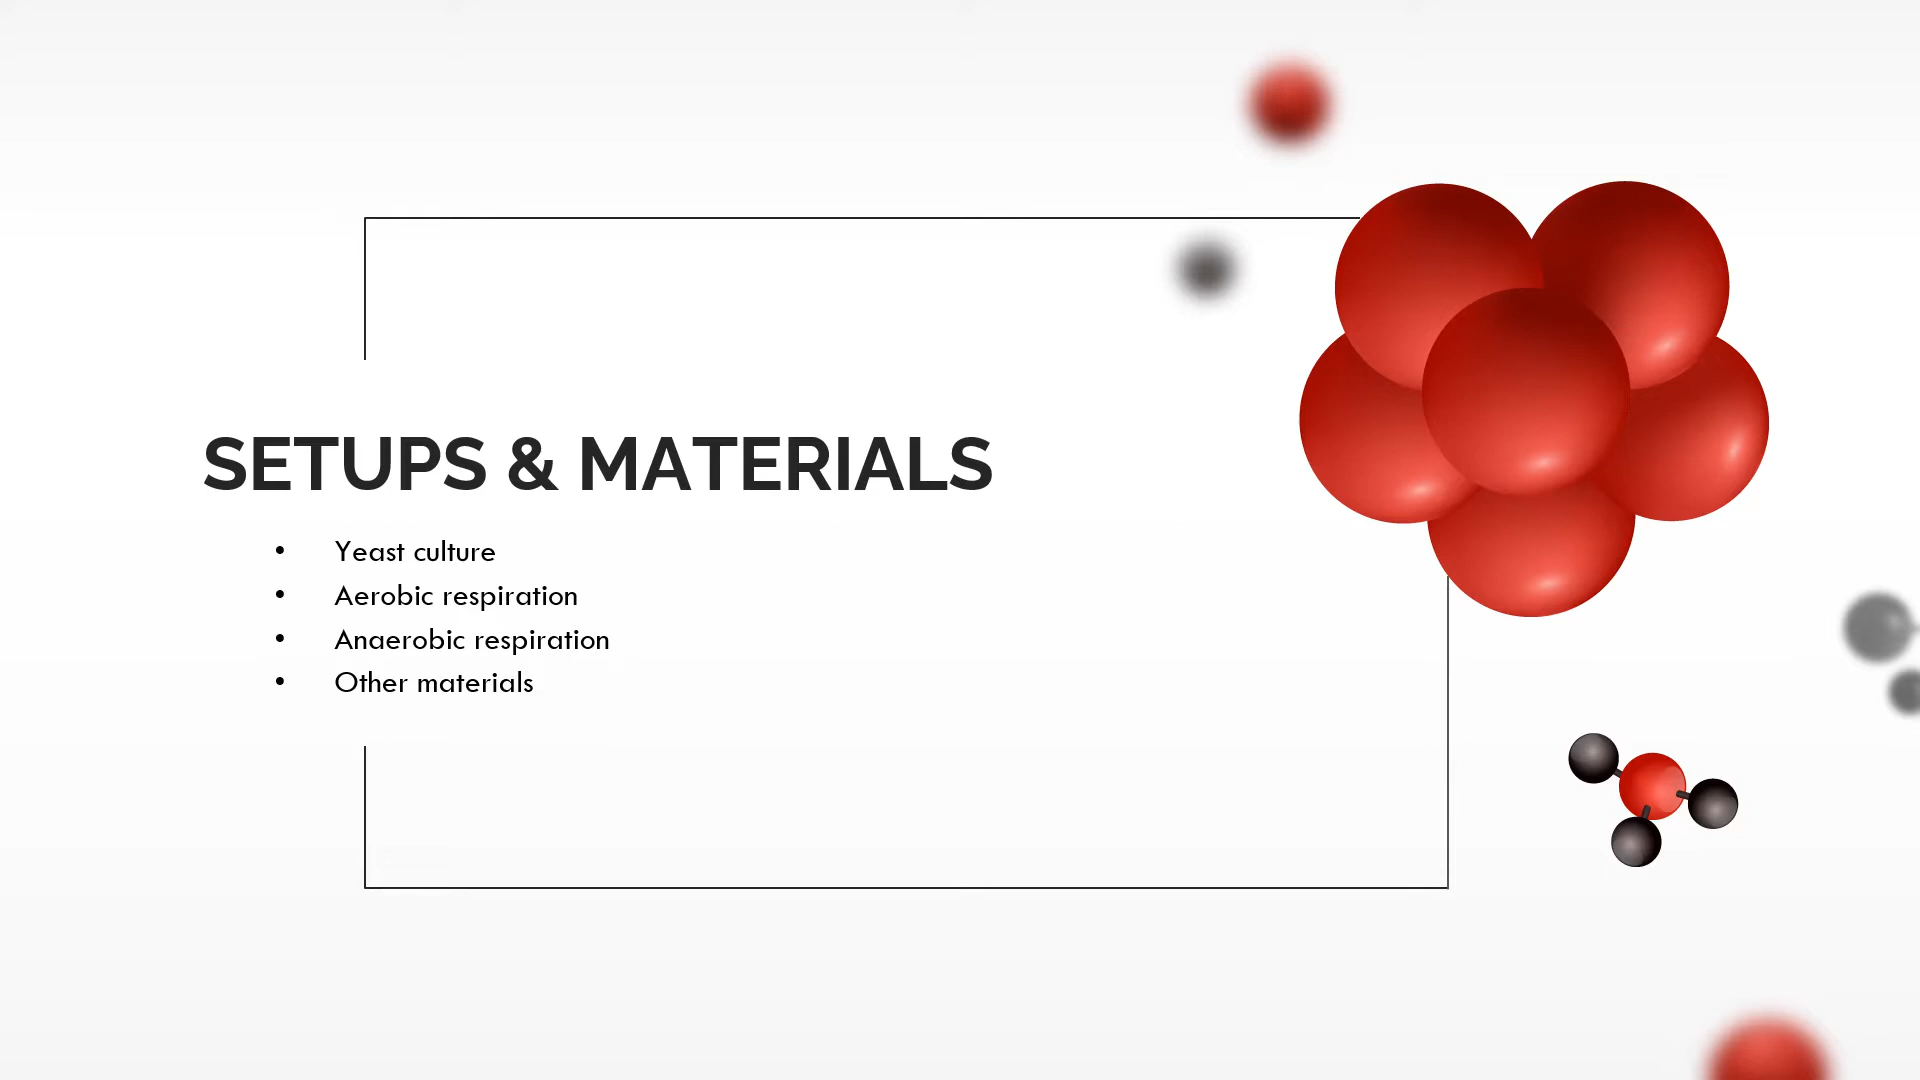 SETUPS & MATERIALS
• Yeast culture
• Aerobic respiration
• Anaerobic respiration
• Other materials